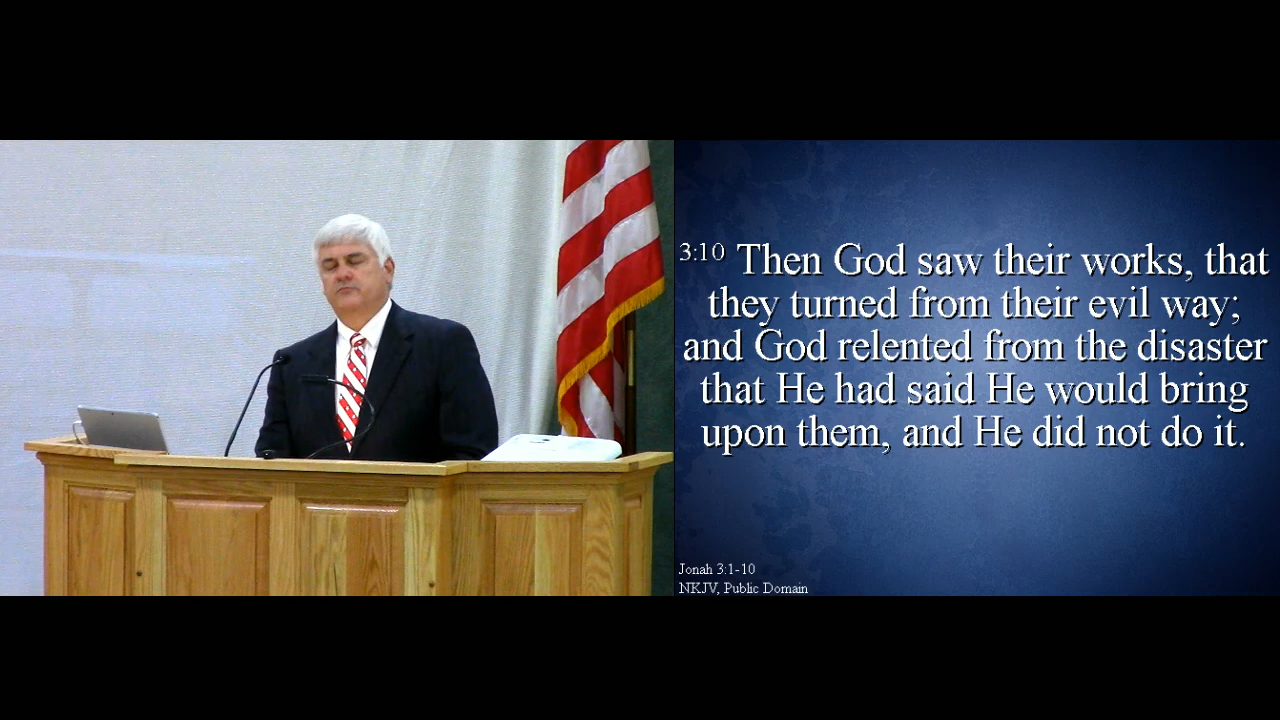 3:10 Then God saw their works, that
they turned from their evil way;
and God relented from the disaster
that He had said He would bring
upon them, and He did not do it.
Jonah 3:1-10
NKJV, Public Domain